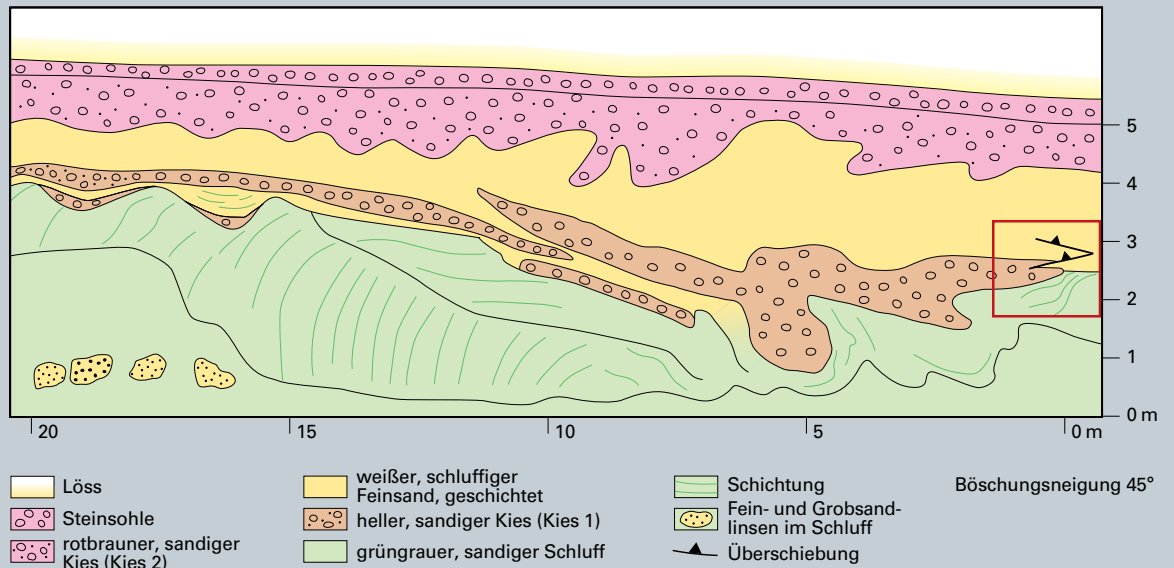 5
4
3
2
1
0 m
20
15
10
5
0 m
Löss
Steinsohle
rotbrauner, sandiger
Kies (Kies 2)
weißer, schluffiger
Feinsand, geschichtet
heller, sandiger Kies (Kies 1)
grüngrauer, sandiger Schluff
Schichtung
Fein- und Grobsand-
linsen im Schluff
Überschiebung
Böschungsneigung 45°